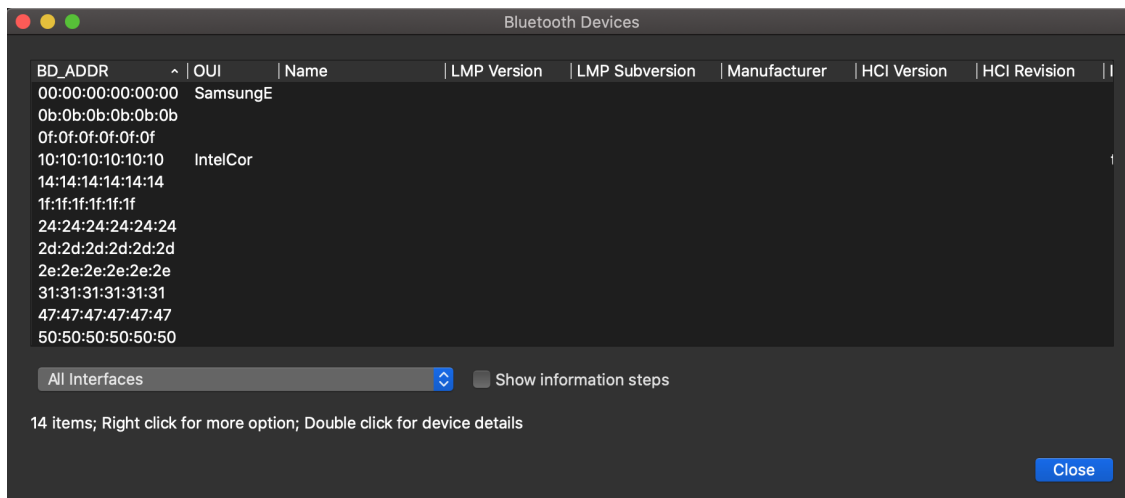 Bluetooth Devices
BD_ADDR OUI Name LMP Version LMP Subversion Manufacturer HCI Version HCI Revision
00:00:00:00:00:00 SamsungE
0b:0b:0b:0b:0b:0b
0f:0f:0f:0f:0f:0f
10:10:10:10:10:10 IntelCor
14:14:14:14:14:14
1f:1f:1f:1f:1f:1f
24:24:24:24:24:24
2d:2d:2d:2d:2d:2d
2e:2e:2e:2e:2e:2e
31:31:31:31:31:31
47:47:47:47:47:47
50:50:50:50:50:50
All Interfaces Show information steps
14 items; Right click for more option; Double click for device details
Close